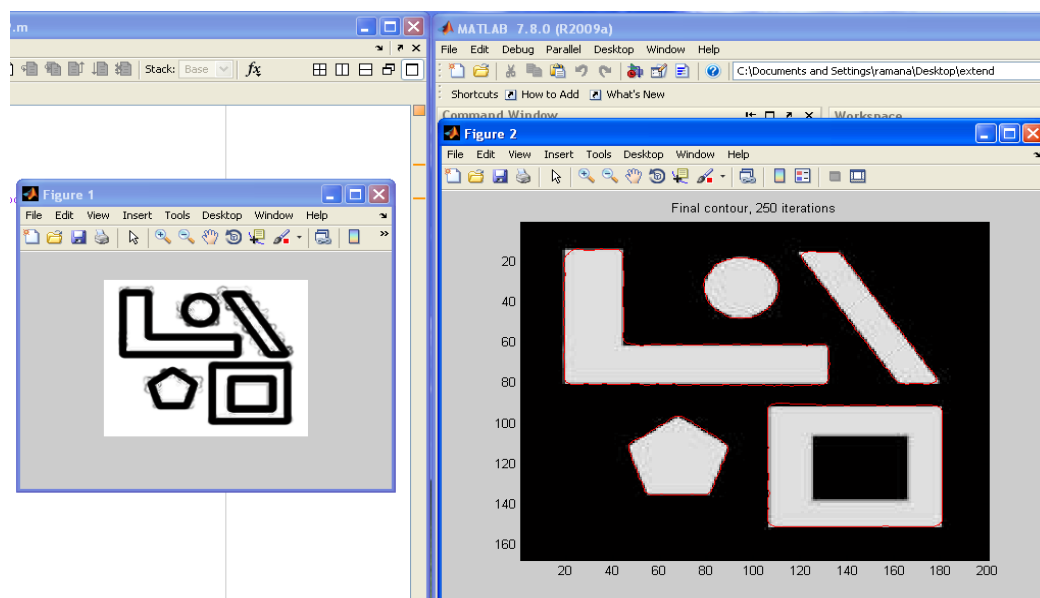 .m
Stack: Base fx
MATLAB 7.8.0 (R2009a)
File Edit Debug Parallel Desktop Window Help
C:\Documents and Settings\ramana\Desktop\extend
Shortcuts How to Add What's New
Command Window
Workspace
Figure 1
File Edit View Insert Tools Desktop Window Help
Figure 2
File Edit View Insert Tools Desktop Window Help
Final contour, 250 iterations
20
40
60
80
100
120
140
160
20 40 60 80 100 120 140 160 180 200